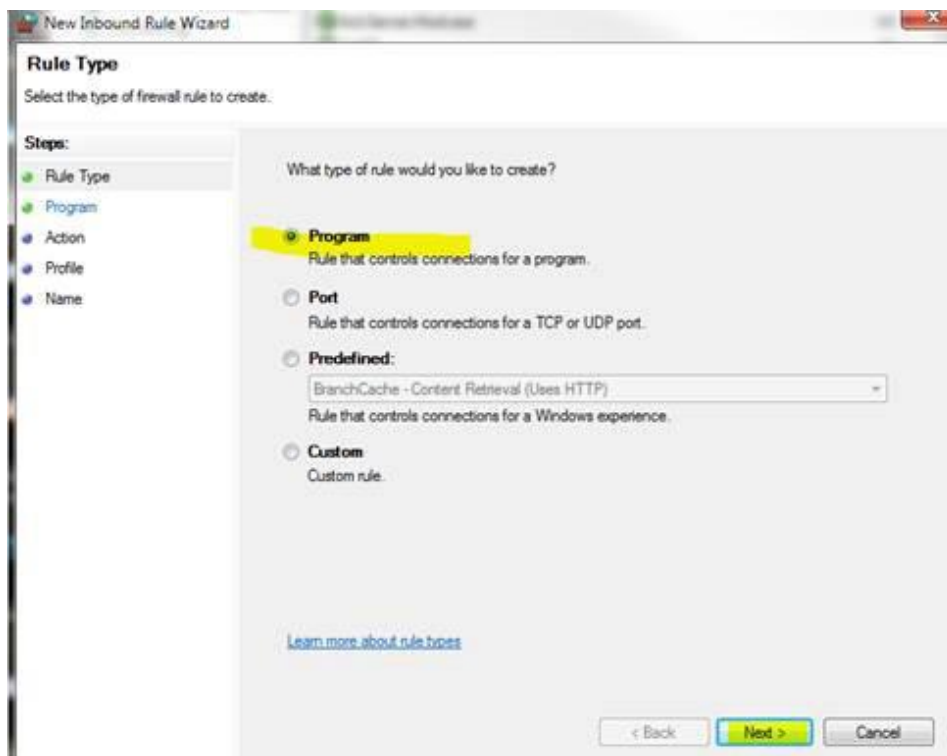 New Inbound Rule Wizard
Rule Type
Select the type of firewall rule to create.
Steps:
Rule Type
Program
Action
Profile
Name
What type of rule would you like to create?
Program
Rule that controls connections for a program.
Port
Rule that controls connections for a TCP or UDP port.
Predefined:
BranchCache - Content Retrieval (Uses HTTP)
Rule that controls connections for a Windows experience.
Custom
Custom rule.
Learn more about rule types
< Back Next > Cancel